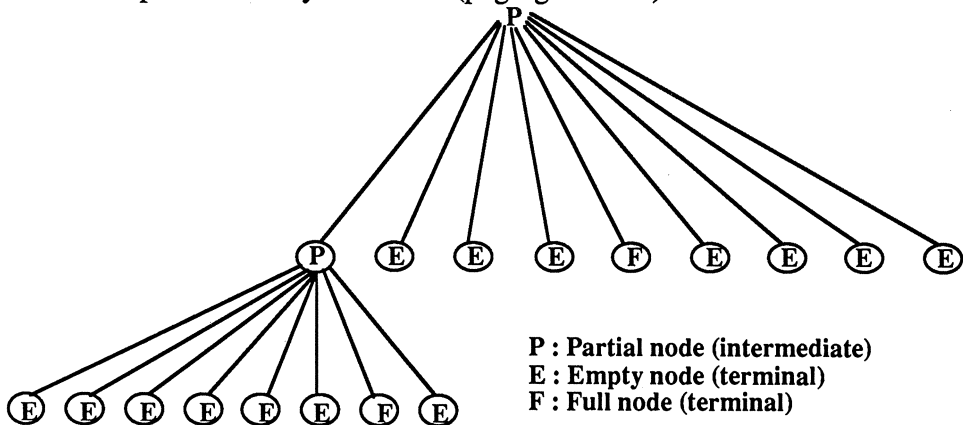 P
P E E E F E E E E
P : Partial node (intermediate)
E : Empty node (terminal)
F : Full node (terminal)
E E E E F E F E